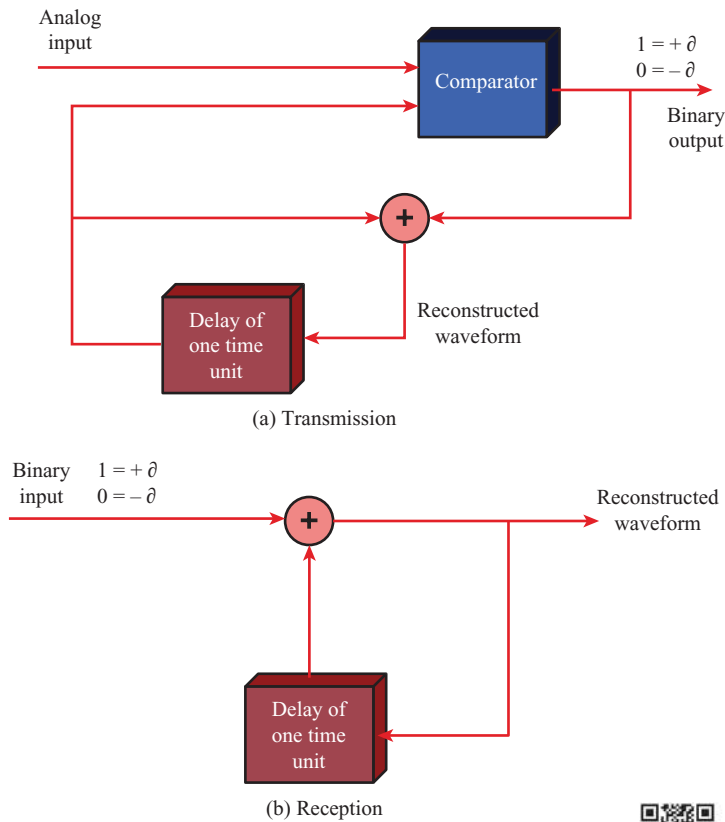 Analog
input
Comparator
1 = + ∂
0 = – ∂
Binary
output
+
Reconstructed
waveform
Delay of
one time
unit
(a) Transmission
Binary
input
1 = + ∂
0 = – ∂
+
Reconstructed
waveform
Delay of
one time
unit
(b) Reception